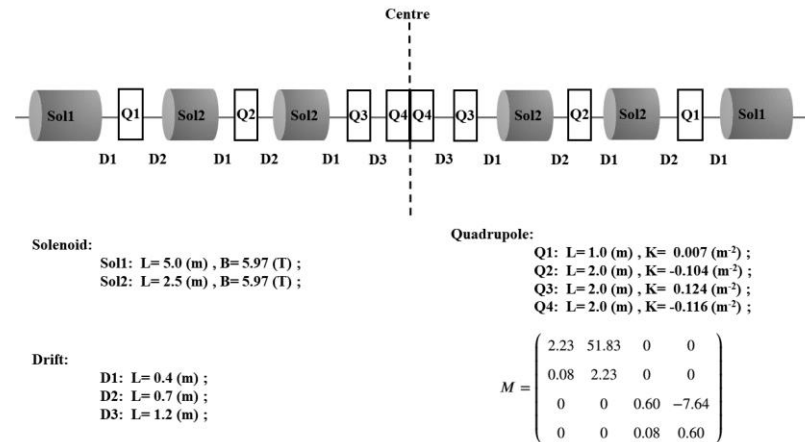 Centre
Sol1 Q1 Sol2 Q2 Sol2 Q3 Q4 Q4 Q3 Sol2 Q2 Sol2 Q1 Sol1
D1 D2 D1 D2 D1 D3 D3 D1 D2 D1 D2 D1
Solenoid:
Sol1: L= 5.0 (m) , B= 5.97 (T) ;
Sol2: L= 2.5 (m) , B= 5.97 (T) ;
Drift:
D1: L= 0.4 (m) ;
D2: L= 0.7 (m) ;
D3: L= 1.2 (m) ;
Quadrupole:
Q1: L= 1.0 (m) , K= 0.007 (m⁻²) ;
Q2: L= 2.0 (m) , K= -0.104 (m⁻²) ;
Q3: L= 2.0 (m) , K= 0.124 (m⁻²) ;
Q4: L= 2.0 (m) , K= -0.116 (m⁻²) ;
M =
2.23 51.83 0 0
0.08 2.23 0 0
0 0 0.60 −7.64
0 0 0.08 0.60